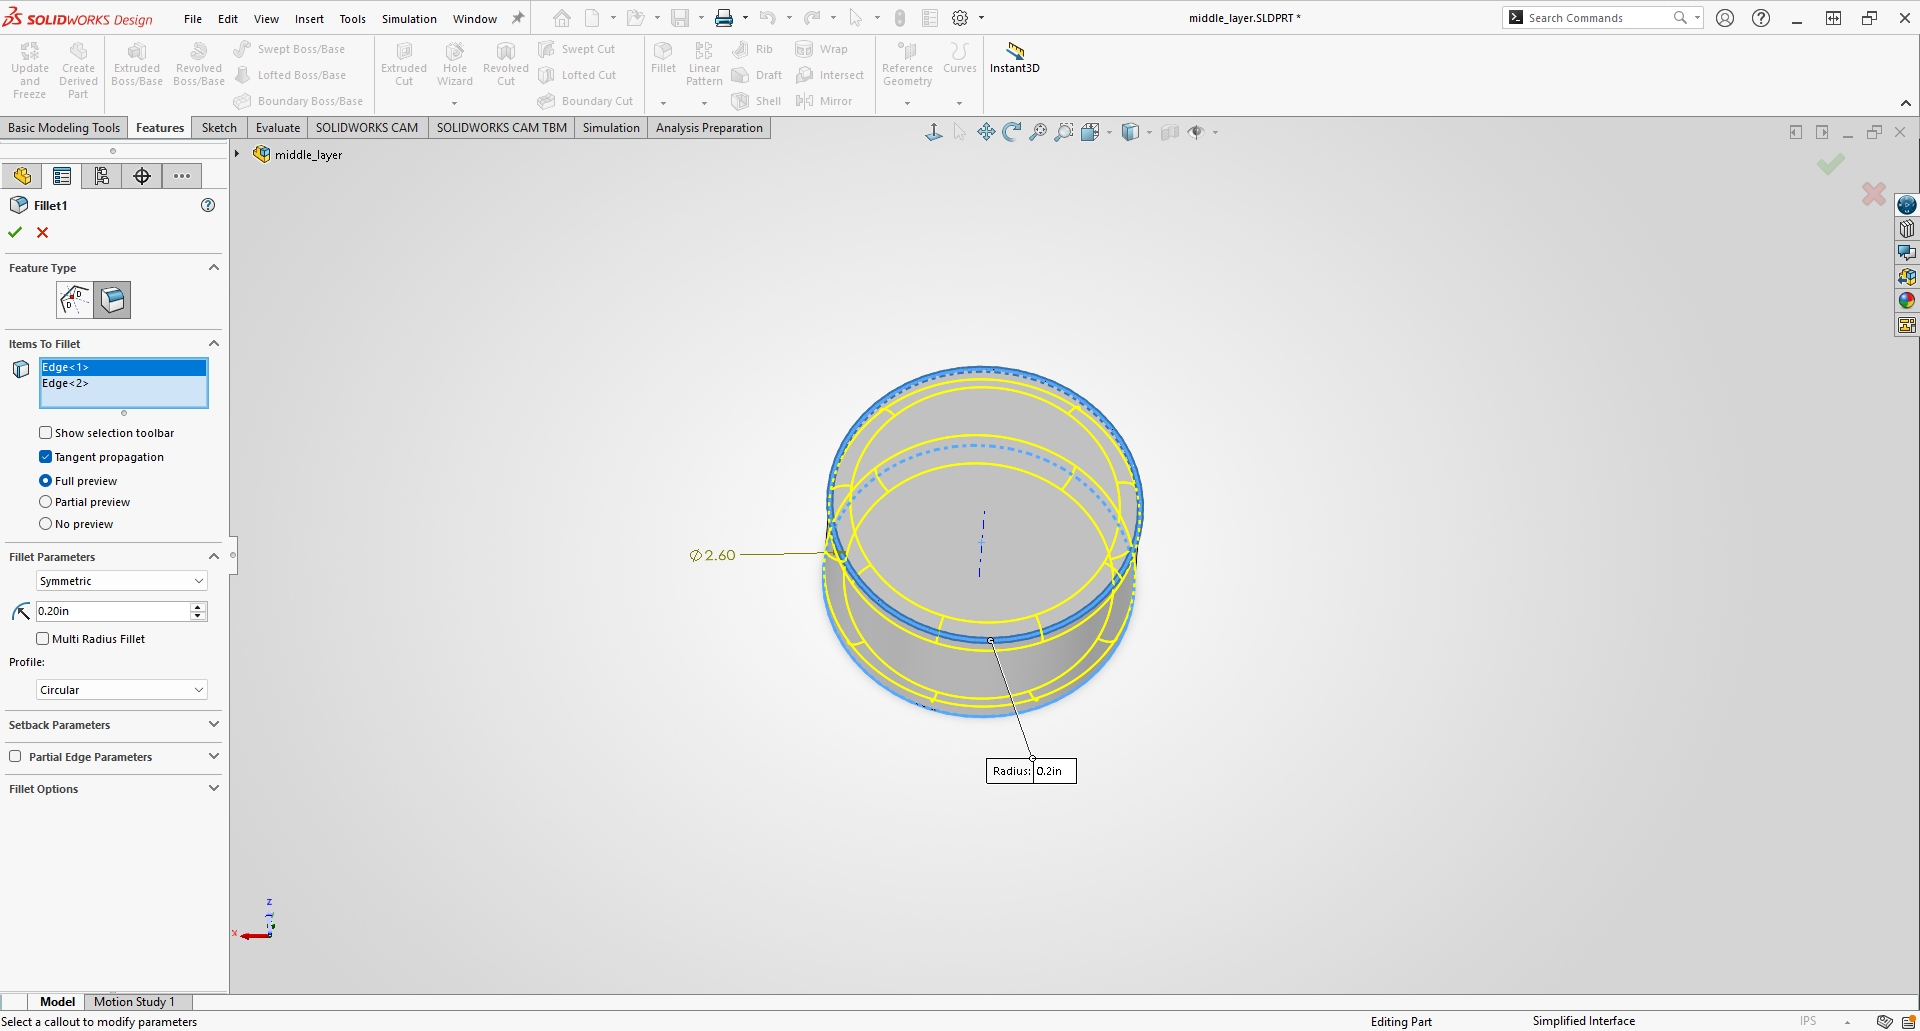 SOLIDWORKS Design
File Edit View Insert Tools Simulation Window
middle_layer.SLDPRT *
Search Commands
Update and Freeze
Create Derived Part
Extruded Boss/Base
Revolved Boss/Base
Swept Boss/Base
Lofted Boss/Base
Boundary Boss/Base
Extruded Cut
Hole Wizard
Revolved Cut
Swept Cut
Lofted Cut
Boundary Cut
Fillet
Linear Pattern
Rib
Draft
Shell
Wrap
Intersect
Mirror
Reference Geometry
Curves
Instant3D
Basic Modeling Tools Features Sketch Evaluate SOLIDWORKS CAM SOLIDWORKS CAM TBM Simulation Analysis Preparation
middle_layer
Fillet1
Feature Type
Items To Fillet
Edge<1>
Edge<2>
Show selection toolbar
Tangent propagation
Full preview
Partial preview
No preview
Fillet Parameters
Symmetric
0.20in
Multi Radius Fillet
Profile:
Circular
Setback Parameters
Partial Edge Parameters
Fillet Options
∅2.60
Radius: 0.2in
z
x
Model Motion Study 1
Select a callout to modify parameters
Editing Part
Simplified Interface
IPS